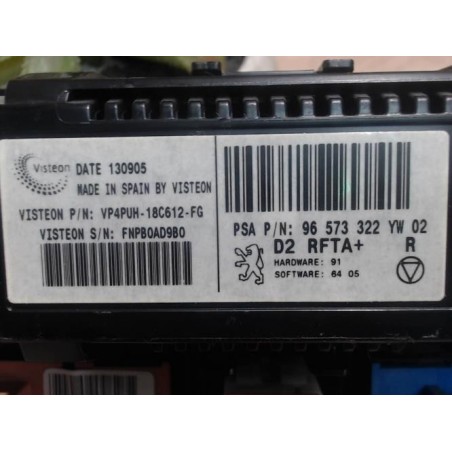 Visteon
DATE 130905
MADE IN SPAIN BY VISTEON
VISTEON P/N: VP4PUH-18C612-FG
VISTEON S/N: FNPB0AD9B0
PSA P/N: 96 573 322 YW 02
D2 RFTA+ R
HARDWARE: 91
SOFTWARE: 64 05